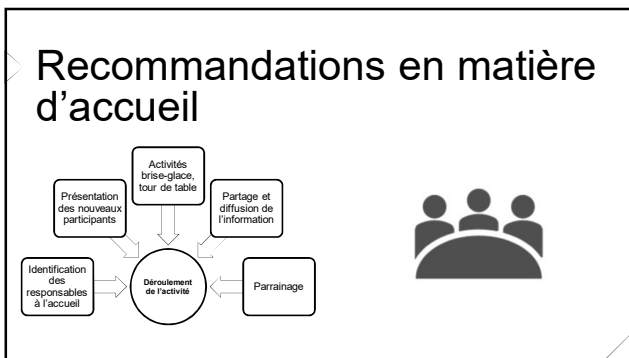 Recommandations en matière
d’accueil
Activités
brise-glace,
tour de table
Présentation
des nouveaux
participants
Partage et
diffusion de
l’information
Identification
des
responsables
à l’accueil
Déroulement
de l’activité
Parrainage